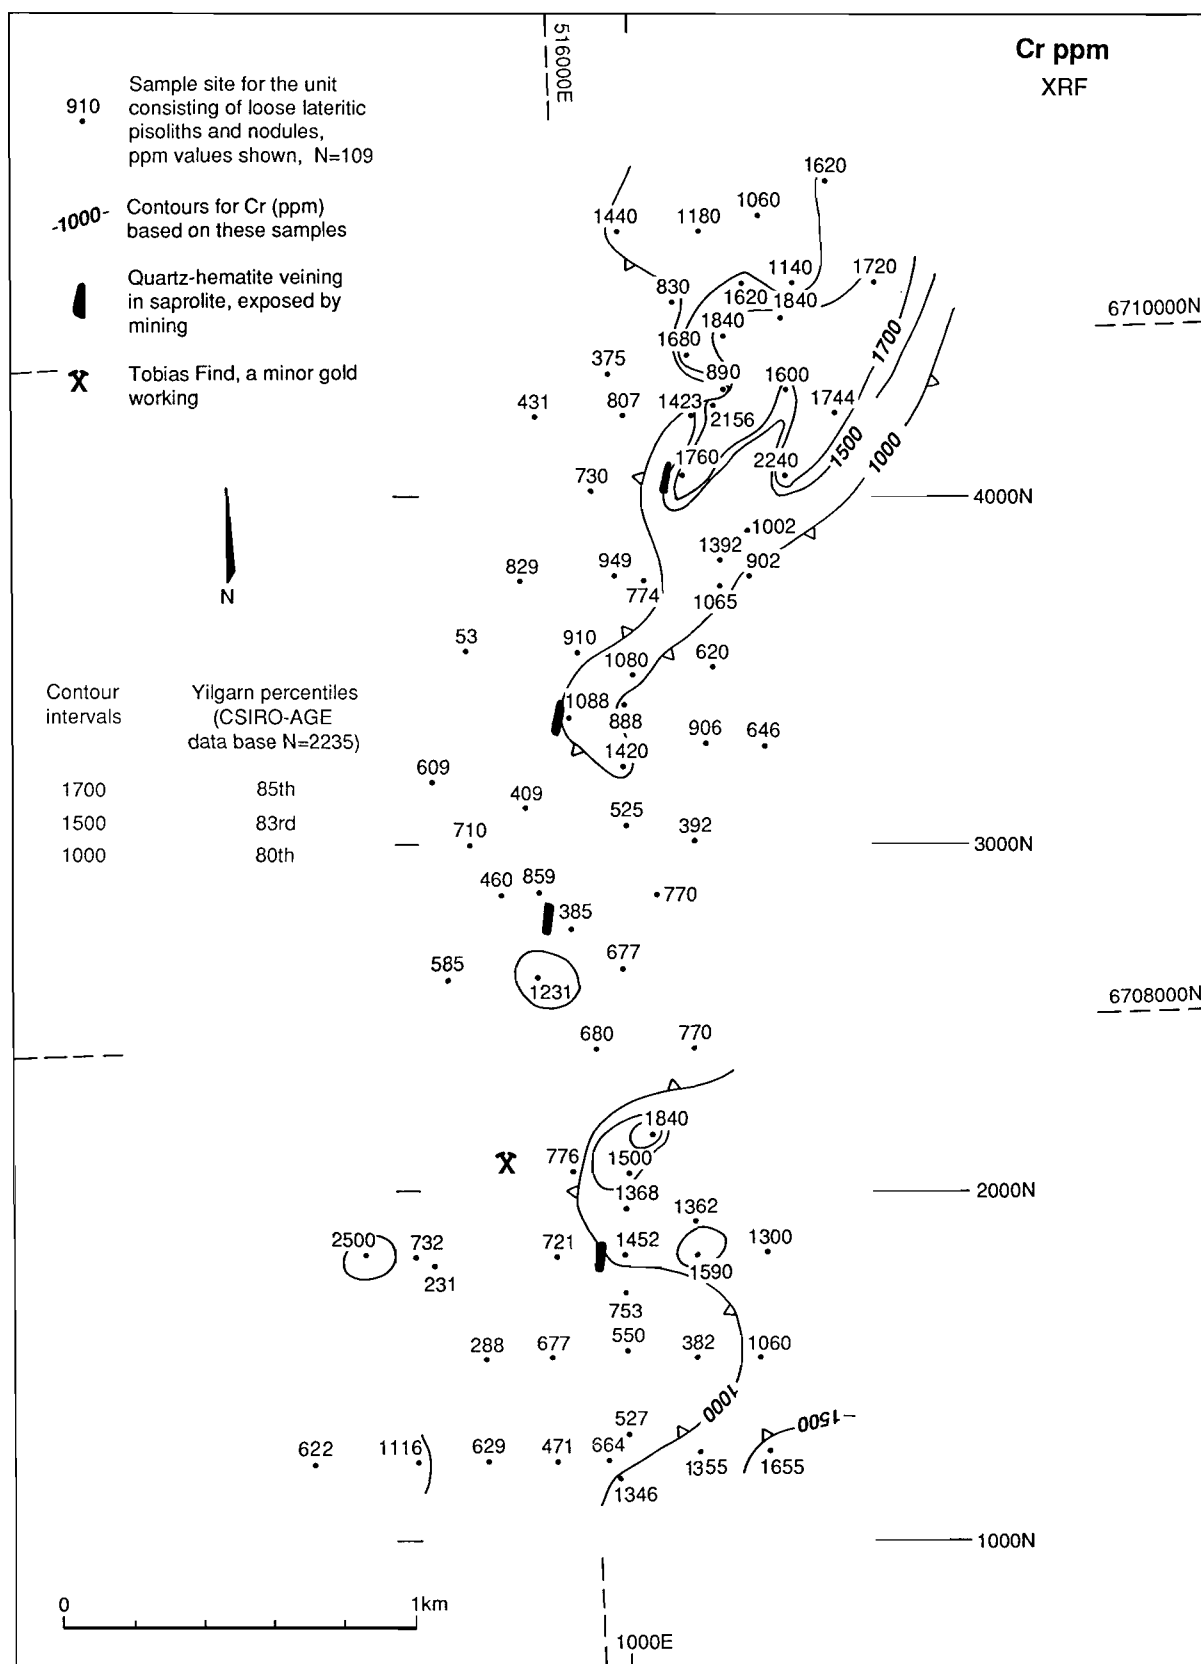 Cr ppm
XRF
516000E
910
Sample site for the unit
consisting of loose lateritic
pisoliths and nodules,
ppm values shown, N=109
-1000-
Contours for Cr (ppm)
based on these samples
Quartz-hematite veining
in saprolite, exposed by
mining
Tobias Find, a minor gold
working
N
Contour
intervals
Yilgarn percentiles
(CSIRO-AGE
data base N=2235)
1700 85th
1500 83rd
1000 80th
1620
1060
1440 1180
1140 1720
830 1620 1840
6710000N
1840
1680
1700
375 890 1600
431 807 1423 2156 1744
1500
1000
1760 2240
730
4000N
1002
1392
829 949 902
774 1065
53 910 620
1080
1088
888 906 646
1420
609
409 525
710 392
3000N
460 859 770
385
677
585 1231
6708000N
680 770
1840
776 1500
1368
2000N
1362
2500 732 721 1452 1300
231 1590
753
550
288 677 382 1060
1000
527 -1500-
622 1116 629 471 664
1355 1655
1346
1000N
0 1km
1000E